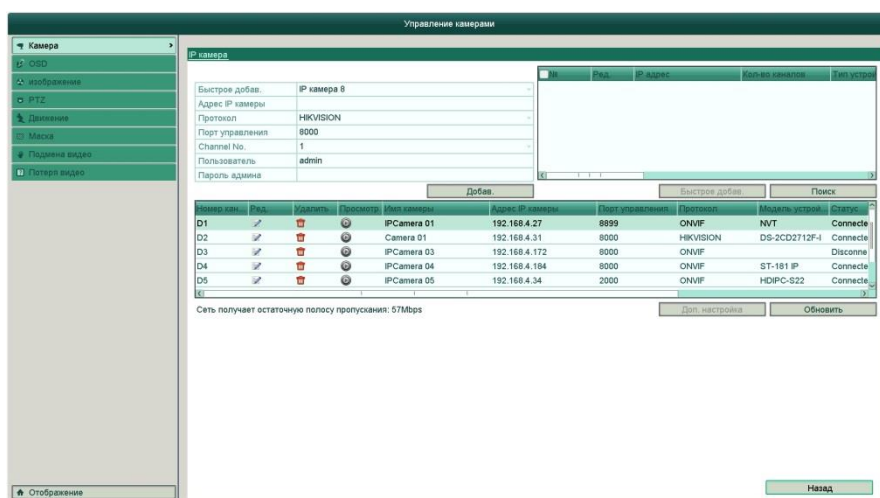 Управление камерами
Камера
OSD
изображение
PTZ
Движение
Маска
Подмена видео
Потеря видео
IP камера
№ Ред. IP адрес Кол-во каналов Тип устрой
Быстрое добав. IP камера 8
Адрес IP камеры
Протокол HIKVISION
Порт управления 8000
Channel No. 1
Пользователь admin
Пароль админа
Добав. Быстрое добав. Поиск
Номер кан... Ред. Удалить Просмотр Имя камеры Адрес IP камеры Порт управления Протокол Модель устрой... Статус
D1 IPCamera 01 192.168.4.27 8899 ONVIF NVT Connecte
D2 Camera 01 192.168.4.31 8000 HIKVISION DS-2CD2712F-I Connecte
D3 IPCamera 03 192.168.4.172 8000 ONVIF Disconne
D4 IPCamera 04 192.168.4.184 8000 ONVIF ST-181 IP Connecte
D5 IPCamera 05 192.168.4.34 2000 ONVIF HDIPC-S22 Connecte
Сеть получает остаточную полосу пропускания: 57Mbps
Доп. настройка Обновить
Отображение
Назад